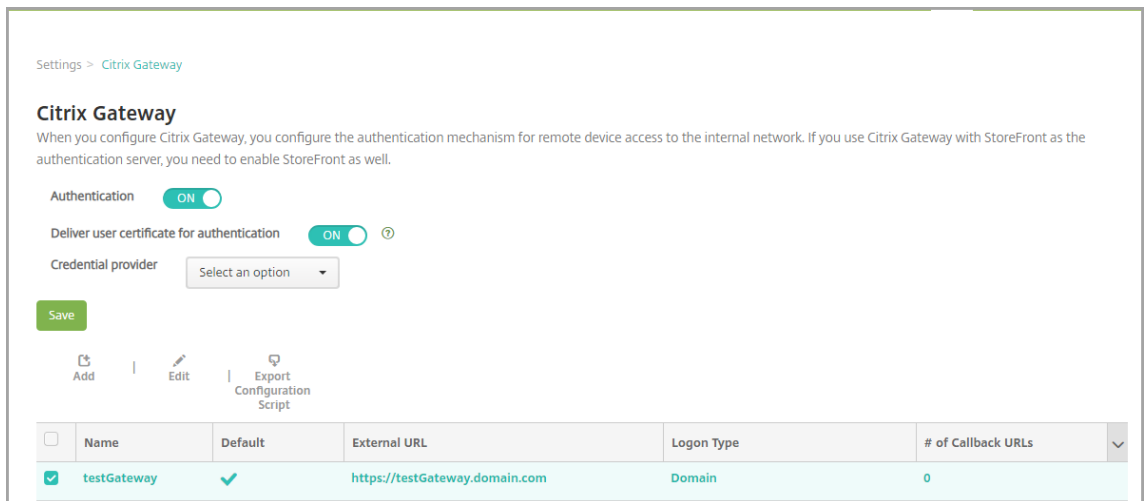 Settings > Citrix Gateway
Citrix Gateway
When you configure Citrix Gateway, you configure the authentication mechanism for remote device access to the internal network. If you use Citrix Gateway with StoreFront as the
authentication server, you need to enable StoreFront as well.
Authentication ON
Deliver user certificate for authentication ON ?
Credential provider Select an option
Save
Add | Edit | Export
Configuration
Script
Name Default External URL Logon Type # of Callback URLs
testGateway https://testGateway.domain.com Domain 0